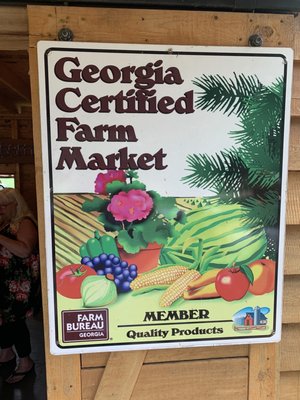 Georgia
Certified
Farm
Market
FARM
BUREAU
GEORGIA
MEMBER
Quality Products